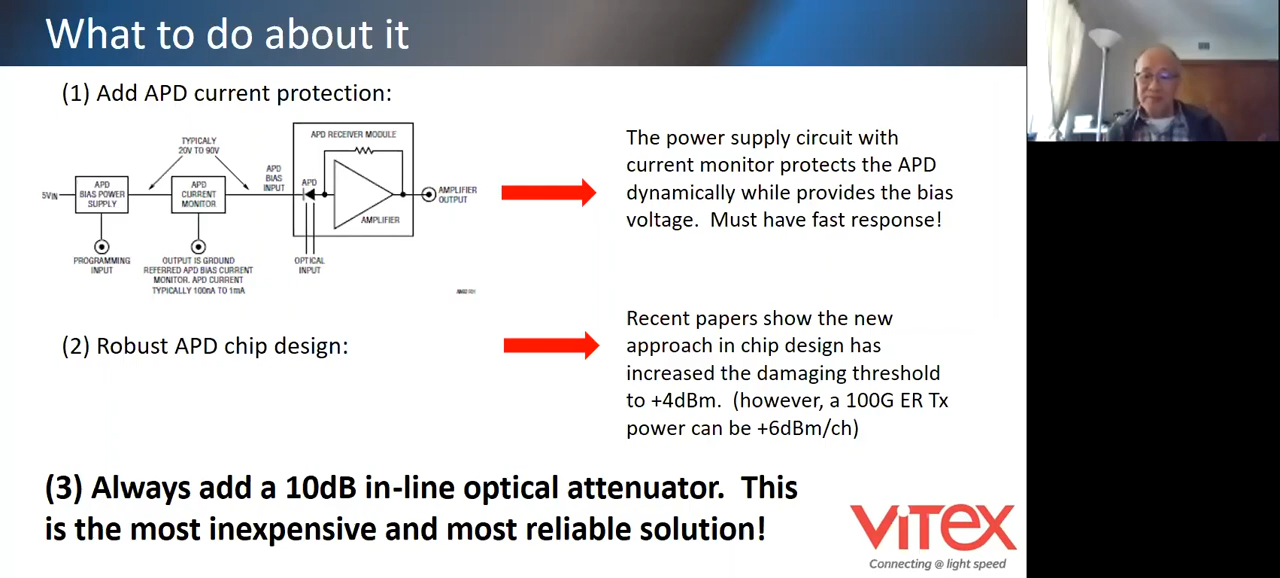 What to do about it
(1) Add APD current protection:
APD RECEIVER MODULE
TYPICALY
20V TO 90V
APD
BIAS
INPUT
APD
5VIN
APD
BIAS POWER
SUPPLY
APD
CURRENT
MONITOR
AMPLIFIER
OUTPUT
AMPLIFIER
PROGRAMMING
INPUT
OUTPUT IS GROUND
REFERRED APD BIAS CURRENT
MONITOR. APD CURRENT
TYPICALLY 100nA TO 1mA
OPTICAL
INPUT
The power supply circuit with
current monitor protects the APD
dynamically while provides the bias
voltage.  Must have fast response!
(2) Robust APD chip design:
Recent papers show the new
approach in chip design has
increased the damaging threshold
to +4dBm.  (however, a 100G ER Tx
power can be +6dBm/ch)
(3) Always add a 10dB in-line optical attenuator.  This
is the most inexpensive and most reliable solution!
ViTEX
Connecting @ light speed